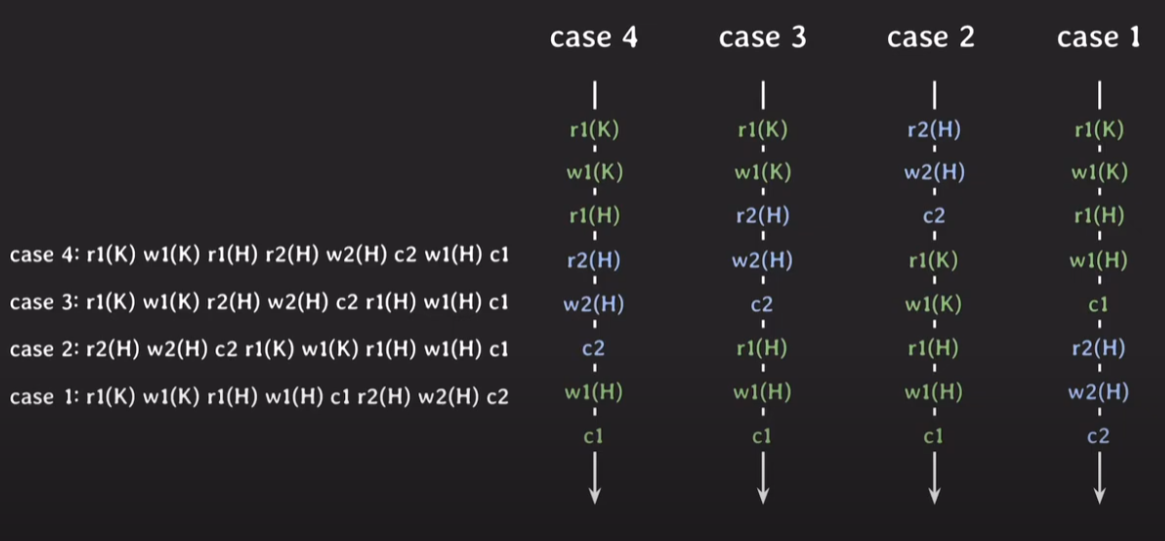 case 4 case 3 case 2 case 1
r1(K) r1(K) r2(H) r1(K)
w1(K) w1(K) w2(H) w1(K)
r1(H) r2(H) c2 r1(H)
case 4: r1(K) w1(K) r1(H) r2(H) w2(H) c2 w1(H) c1
r2(H) w2(H) r1(K) w1(H)
case 3: r1(K) w1(K) r2(H) w2(H) c2 r1(H) w1(H) c1
w2(H) c2 w1(K) c1
case 2: r2(H) w2(H) c2 r1(K) w1(K) r1(H) w1(H) c1
c2 r1(H) r1(H) r2(H)
case 1: r1(K) w1(K) r1(H) w1(H) c1 r2(H) w2(H) c2
w1(H) w1(H) w1(H) w2(H)
c1 c1 c1 c2